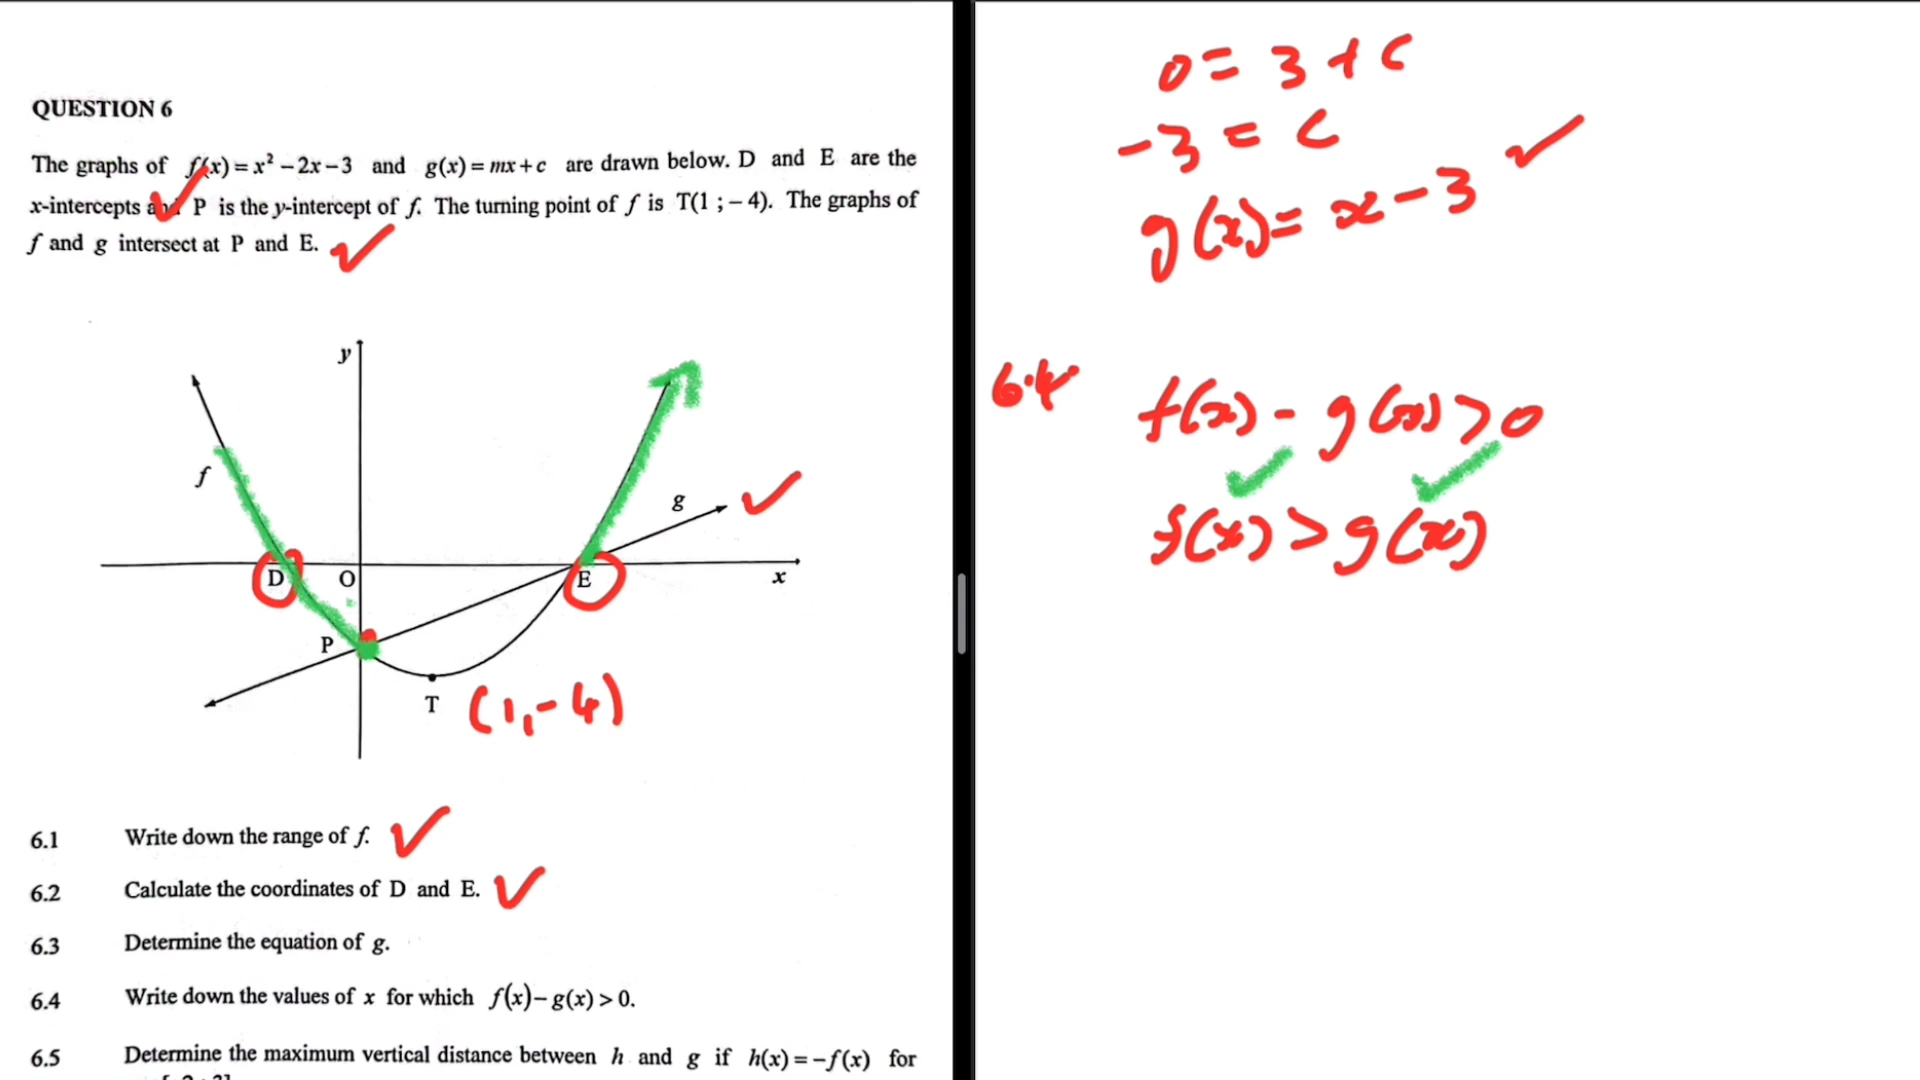 QUESTION 6
The graphs of f(x) = x² – 2x – 3 and g(x) = mx + c are drawn below. D and E are the
x-intercepts and P is the y-intercept of f. The turning point of f is T(1 ; – 4). The graphs of
f and g intersect at P and E.
y
f
g
D
O
E
x
P
T (1, -4)
6.1 Write down the range of f.
6.2 Calculate the coordinates of D and E.
6.3 Determine the equation of g.
6.4 Write down the values of x for which f(x) – g(x) > 0.
6.5 Determine the maximum vertical distance between h and g if h(x) = – f(x) for
0 = 3 + c
-3 = c
g(x) = x - 3
6.4 f(x) - g(x) > 0
f(x) > g(x)